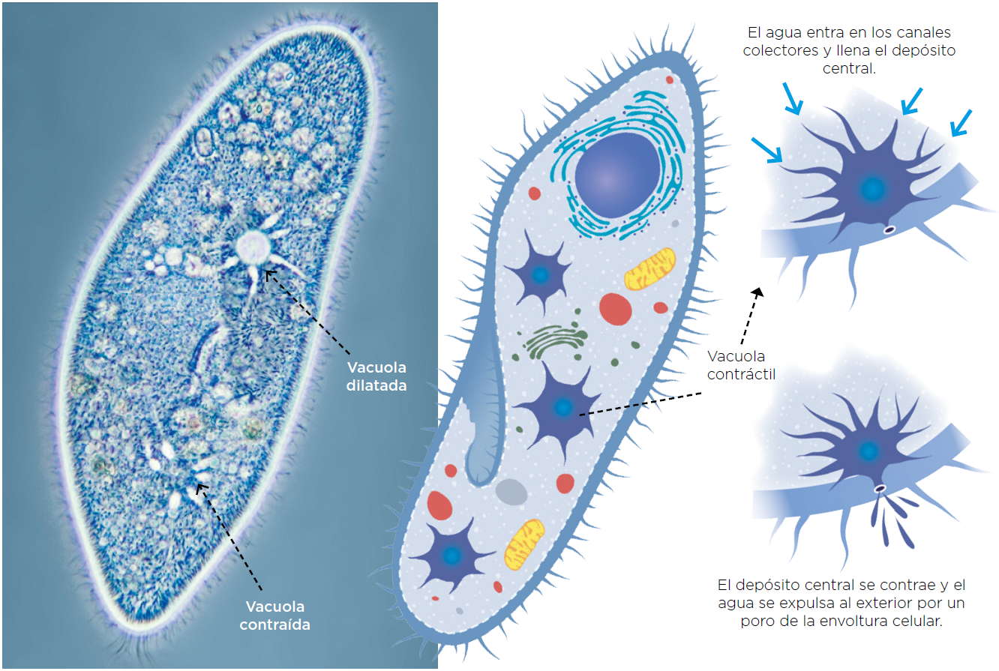 El agua entra en los canales
colectores y llena el depósito
central.
Vacuola
dilatada
Vacuola
contráctil
Vacuola
contraída
El depósito central se contrae y el
agua se expulsa al exterior por un
poro de la envoltura celular.